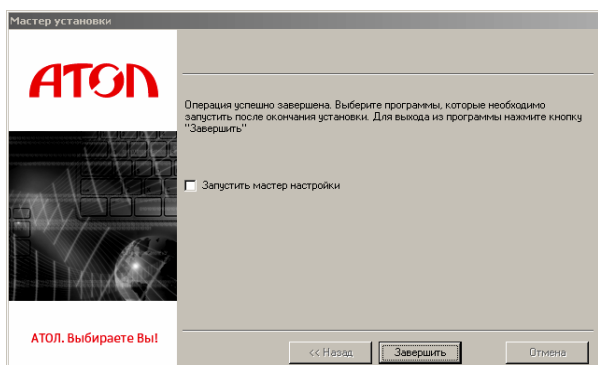 Мастер установки
АТОЛ
Операция успешно завершена. Выберите программы, которые необходимо
запустить после окончания установки. Для выхода из программы нажмите кнопку
"Завершить"
Запустить мастер настройки
АТОЛ. Выбираете Вы!
<< Назад
Завершить
Отмена